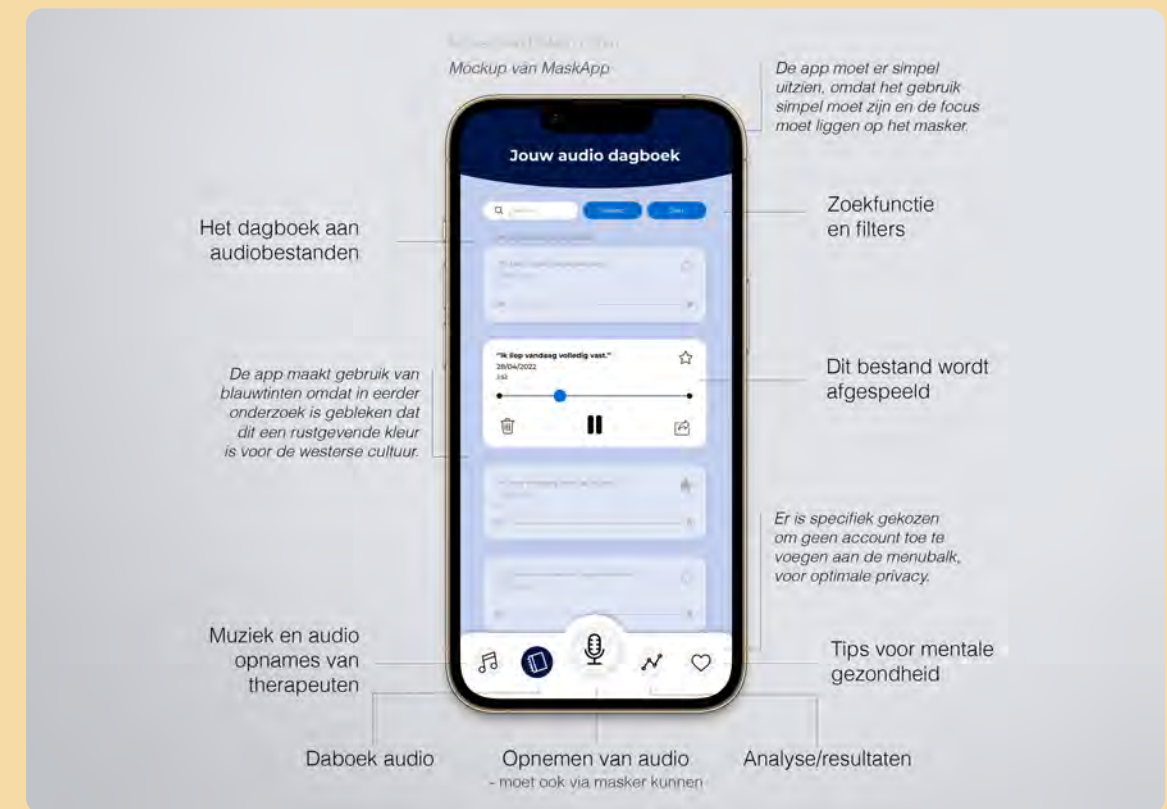 Mockup van MaskApp
De app moet er simpel
uitzien, omdat het gebruik
simpel moet zijn en de focus
moet liggen op het masker.
Jouw audio dagboek
Zoekfunctie
en filters
Het dagboek aan
audiobestanden
"Ik liep vandaag volledig vast."
28/04/2022
Dit bestand wordt
afgespeeld
De app maakt gebruik van
blauwtinten omdat in eerder
onderzoek is gebleken dat
dit een rustgevende kleur
is voor de westerse cultuur.
Er is specifiek gekozen
om geen account toe te
voegen aan de menubalk,
voor optimale privacy.
Muziek en audio
opnames van
therapeuten
Tips voor mentale
gezondheid
Daboek audio
Opnemen van audio
- moet ook via masker kunnen
Analyse/resultaten